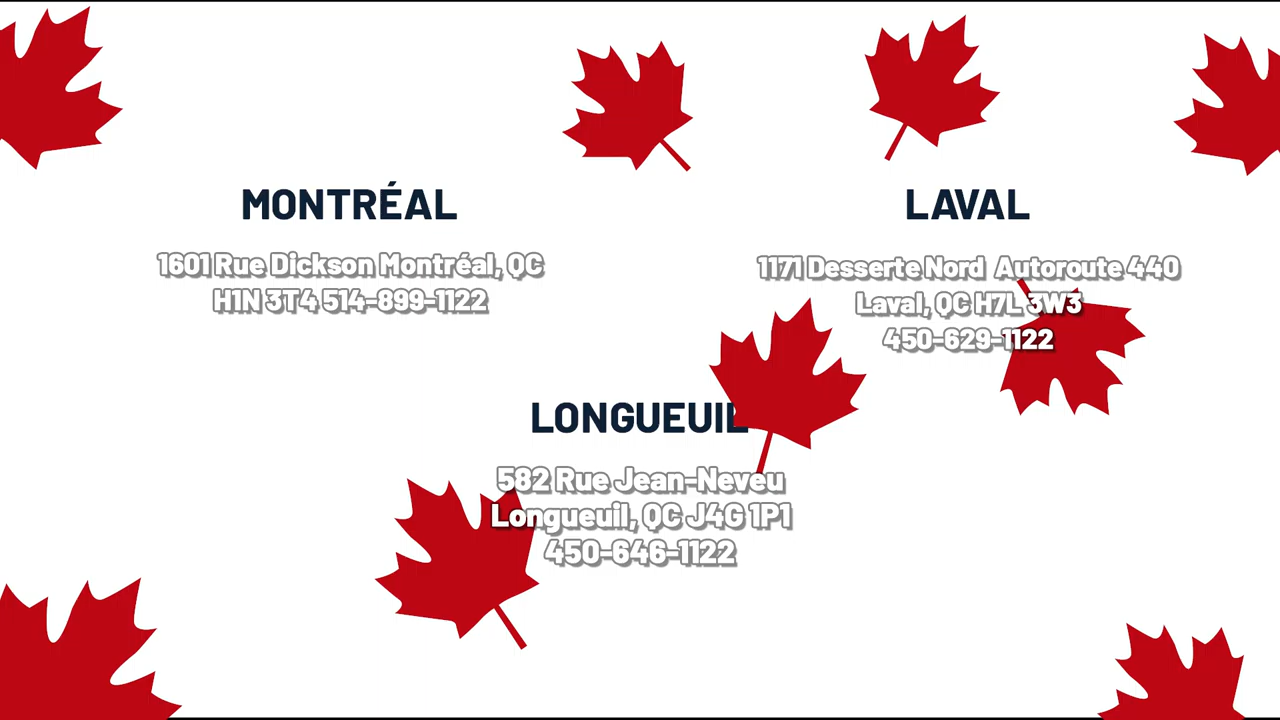 MONTRÉAL
1601 Rue Dickson Montréal, QC
H1N 3T4 514-899-1122
LAVAL
1171 Desserte Nord Autoroute 440
Laval, QC H7L 3W3
450-629-1122
LONGUEUIL
582 Rue Jean-Neveu
Longueuil, QC J4G 1P1
450-646-1122